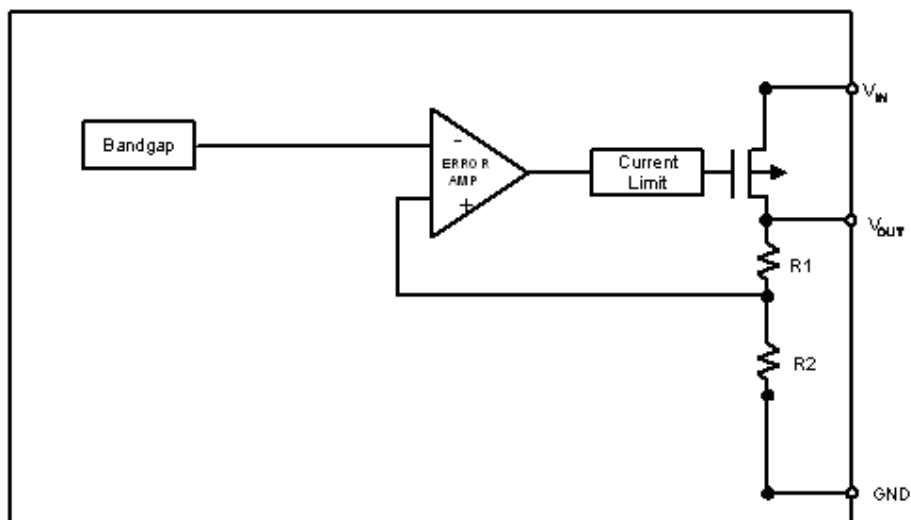 V IN
Bandgap
-
ERROR
AMP
+
Current
Limit
V OUT
R1
R2
GND